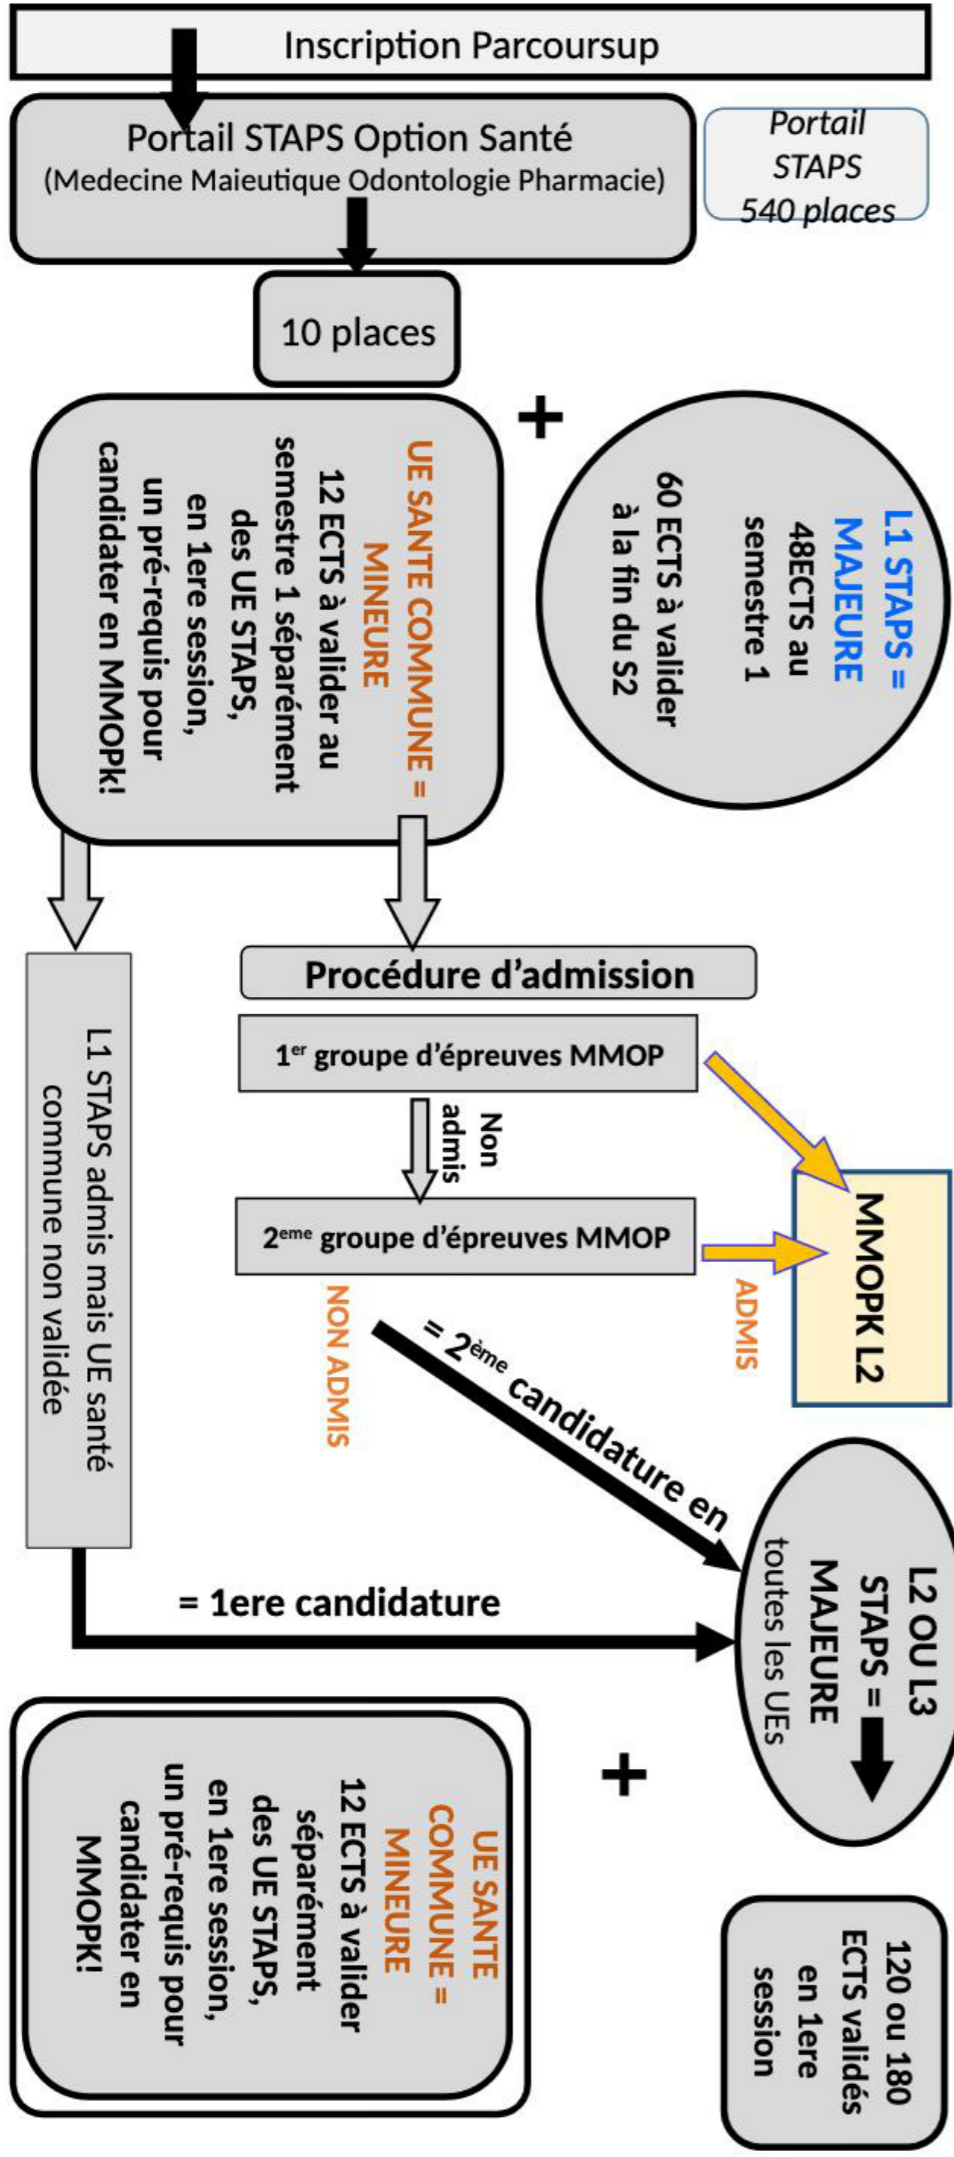 Inscription Parcoursup
Portail STAPS Option Santé
(Medecine Maieutique Odontologie Pharmacie)
Portail
STAPS
540 places
10 places
+
L1 STAPS =
MAJEURE
48ECTS au
semestre 1
60 ECTS à valider
à la fin du S2
UE SANTE COMMUNE =
MINEURE
12 ECTS à valider au
semestre 1 séparément
des UE STAPS,
en 1ere session,
un pré-requis pour
candidater en MMOPk!
Procédure d’admission
1er groupe d’épreuves MMOP
Non
admis
2eme groupe d’épreuves MMOP
MMOPK L2
ADMIS
NON ADMIS
= 2ème candidature en
L1 STAPS admis mais UE santé
commune non validée
= 1ere candidature
L2 OU L3
STAPS =
MAJEURE
toutes les UEs
+
UE SANTE
COMMUNE =
MINEURE
12 ECTS à valider
séparément
des UE STAPS,
en 1ere session,
un pré-requis pour
candidater en
MMOPK!
120 ou 180
ECTS validés
en 1ere
session